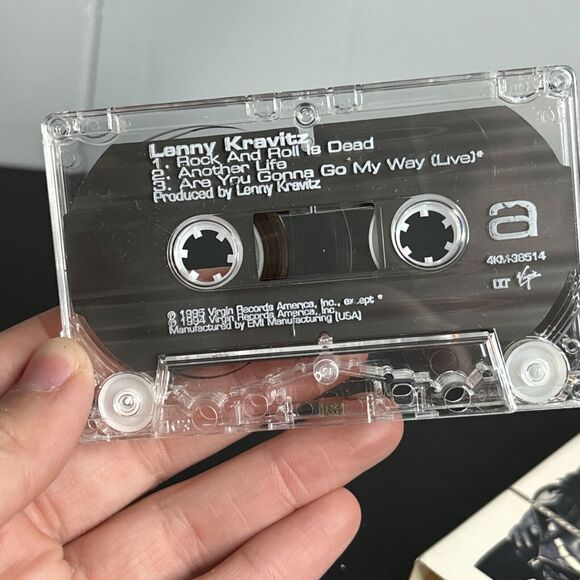 Lenny Kravitz
1. Rock And Roll Is Dead
2. Another Life
3. Are You Gonna Go My Way (Live)*
Produced by Lenny Kravitz
a
4KM-38514
Virgin
℗ 1995 Virgin Records America, Inc., except *
℗ 1994 Virgin Records America, Inc.
Manufactured by EMI Manufacturing (USA)